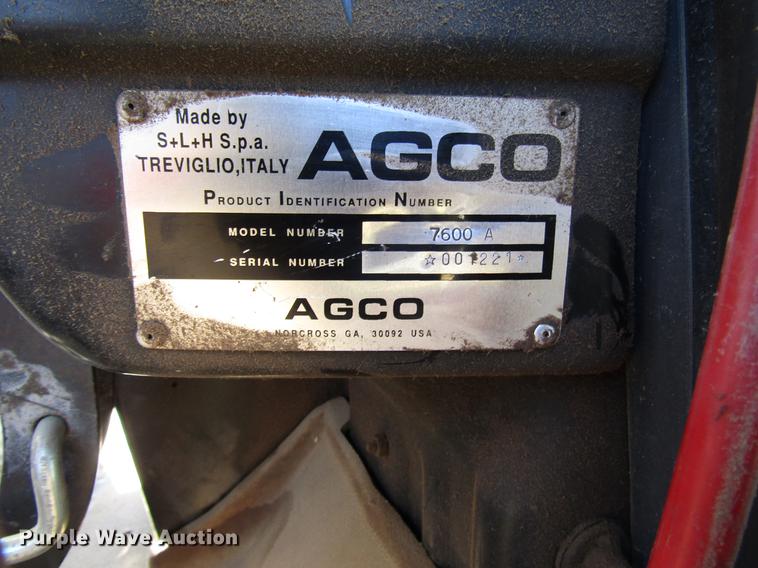 Made by
S+L+H S.p.a.
TREVIGLIO,ITALY
AGCO
PRODUCT IDENTIFICATION NUMBER
MODEL NUMBER 7600 A
SERIAL NUMBER ☆001221☆
AGCO
NORCROSS GA, 30092 USA
Purple Wave Auction